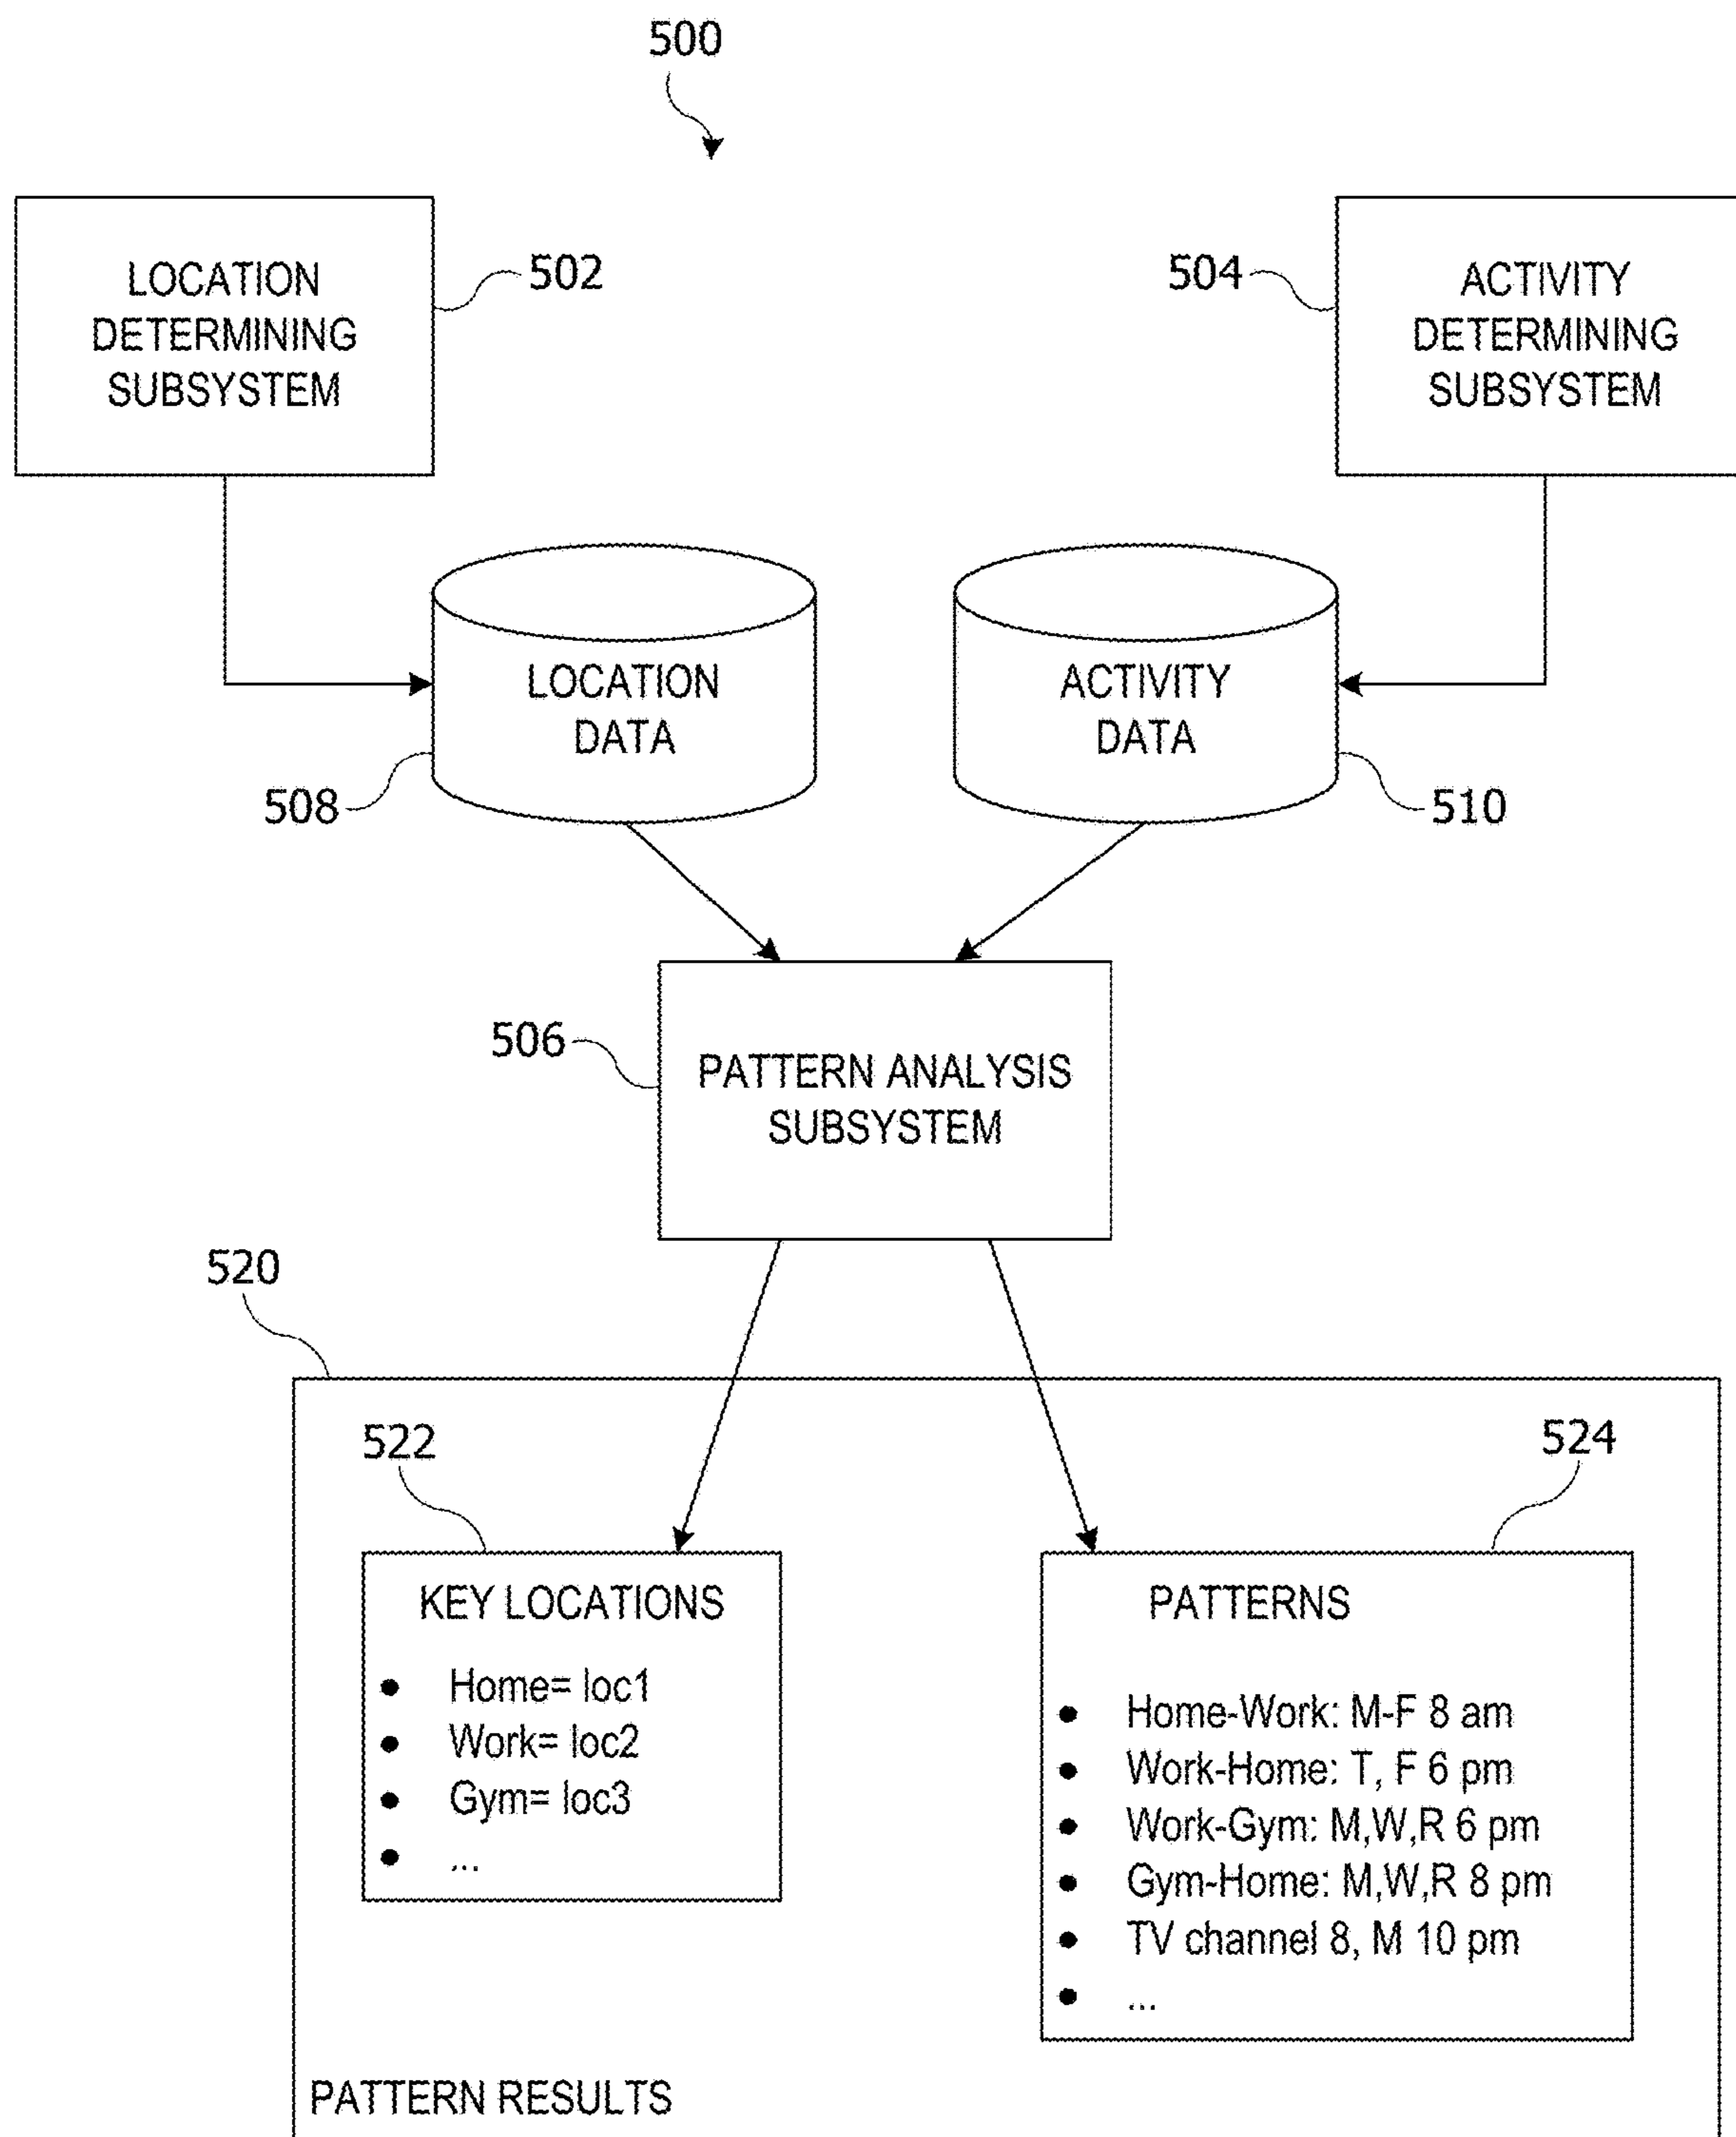 500
LOCATION
DETERMINING
SUBSYSTEM
502
504
ACTIVITY
DETERMINING
SUBSYSTEM
LOCATION
DATA
508
ACTIVITY
DATA
510
506
PATTERN ANALYSIS
SUBSYSTEM
520
522
KEY LOCATIONS
• Home= loc1
• Work= loc2
• Gym= loc3
• ...
524
PATTERNS
• Home-Work: M-F 8 am
• Work-Home: T, F 6 pm
• Work-Gym: M,W,R 6 pm
• Gym-Home: M,W,R 8 pm
• TV channel 8, M 10 pm
• ...
PATTERN RESULTS